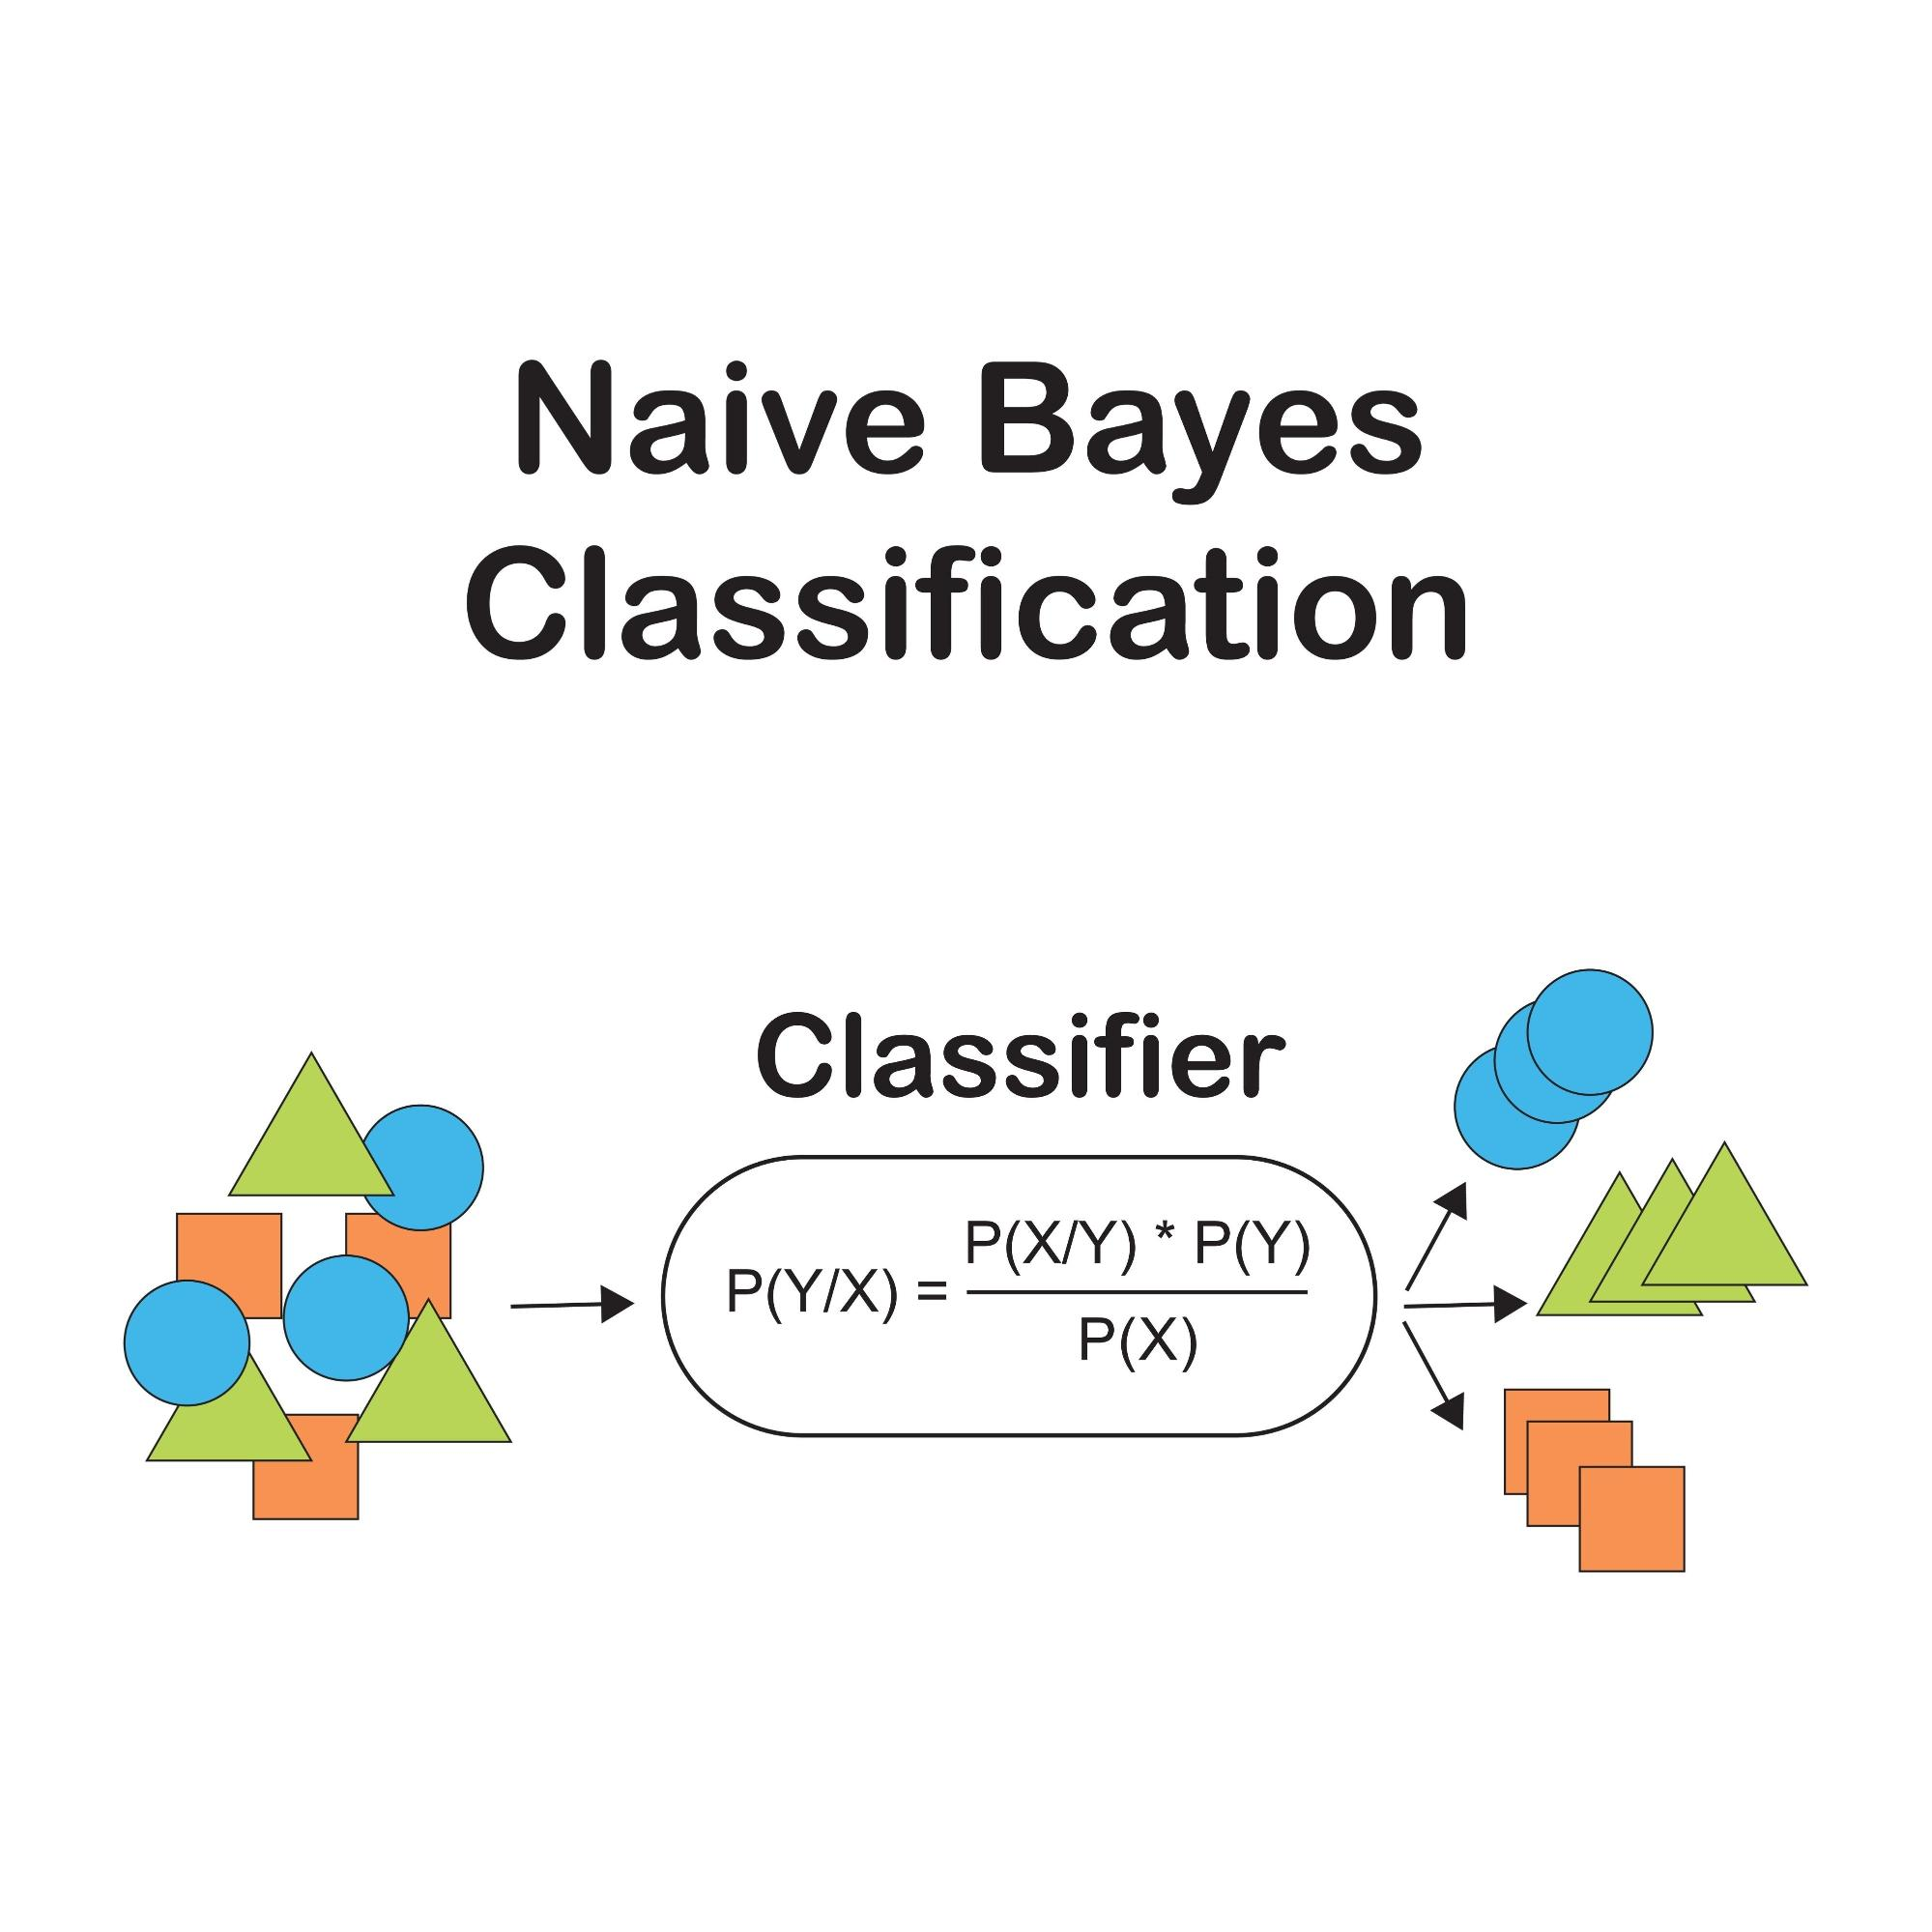 Naive Bayes
Classification
Classifier
P(X/Y) * P(Y)
P(Y/X) =
P(X)